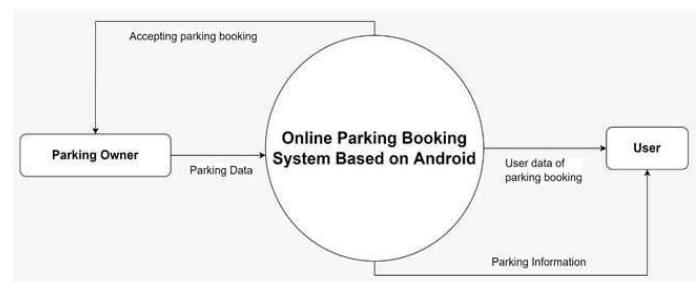 Accepting parking booking
Online Parking Booking
System Based on Android
Parking Owner
Parking Data
User data of
parking booking
User
Parking Information